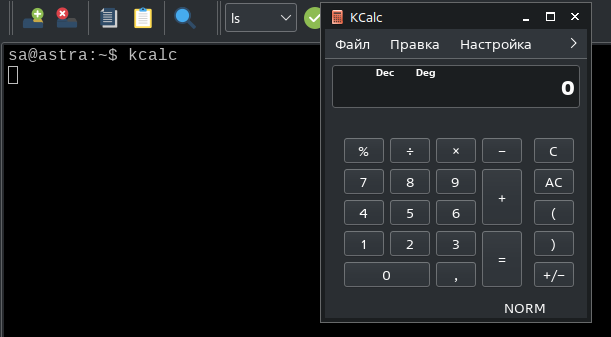 ls
sa@astra:~$ kcalc
KCalc
Файл Правка Настройка
Dec Deg
0
% ÷ × − C
7 8 9 + AC
4 5 6 (
1 2 3 = )
0 , +/−
NORM